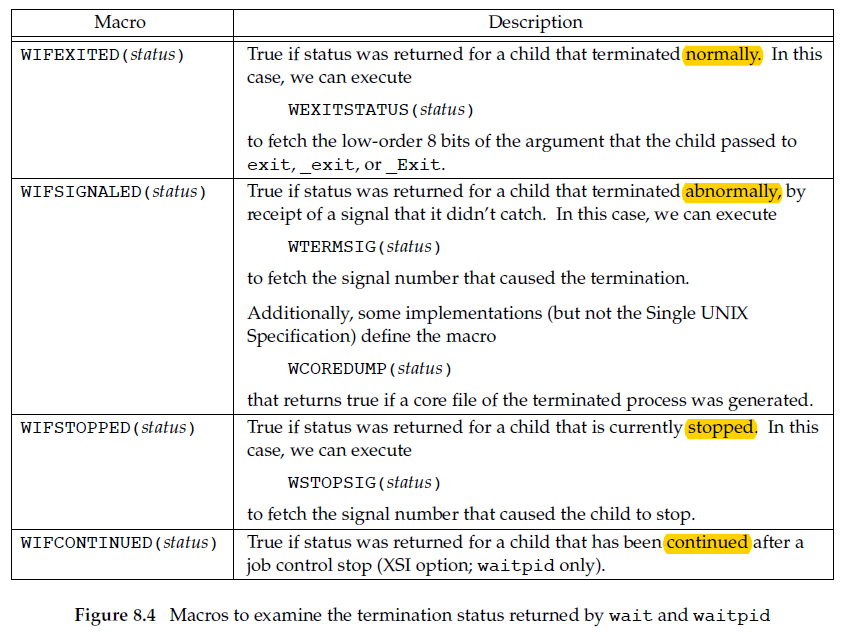 Macro Description
WIFEXITED(status) True if status was returned for a child that terminated normally. In this
case, we can execute
WEXITSTATUS(status)
to fetch the low-order 8 bits of the argument that the child passed to
exit, _exit, or _Exit.
WIFSIGNALED(status) True if status was returned for a child that terminated abnormally, by
receipt of a signal that it didn’t catch. In this case, we can execute
WTERMSIG(status)
to fetch the signal number that caused the termination.
Additionally, some implementations (but not the Single UNIX
Specification) define the macro
WCOREDUMP(status)
that returns true if a core file of the terminated process was generated.
WIFSTOPPED(status) True if status was returned for a child that is currently stopped. In this
case, we can execute
WSTOPSIG(status)
to fetch the signal number that caused the child to stop.
WIFCONTINUED(status) True if status was returned for a child that has been continued after a
job control stop (XSI option; waitpid only).
Figure 8.4 Macros to examine the termination status returned by wait and waitpid